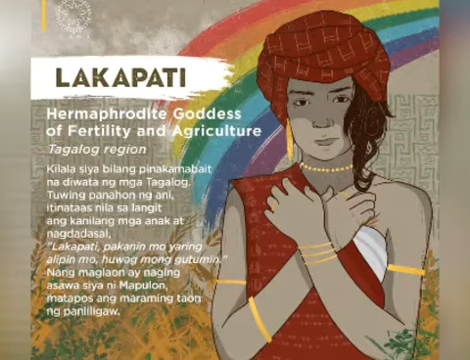 LAKAPATI
Hermaphrodite Goddess
of Fertility and Agriculture
Tagalog region
Kilala siya bilang pinakamabait
na diwata ng mga Tagalog.
Tuwing panahon ng ani,
itinataas nila sa langit
ang kanilang mga anak at
nagdadasal,
"Lakapati, pakanin mo yaring
alipin mo, huwag mong gutumin."
Nang maglaon ay naging
asawa siya ni Mapulon,
matapos ang maraming taon
ng panliligaw.